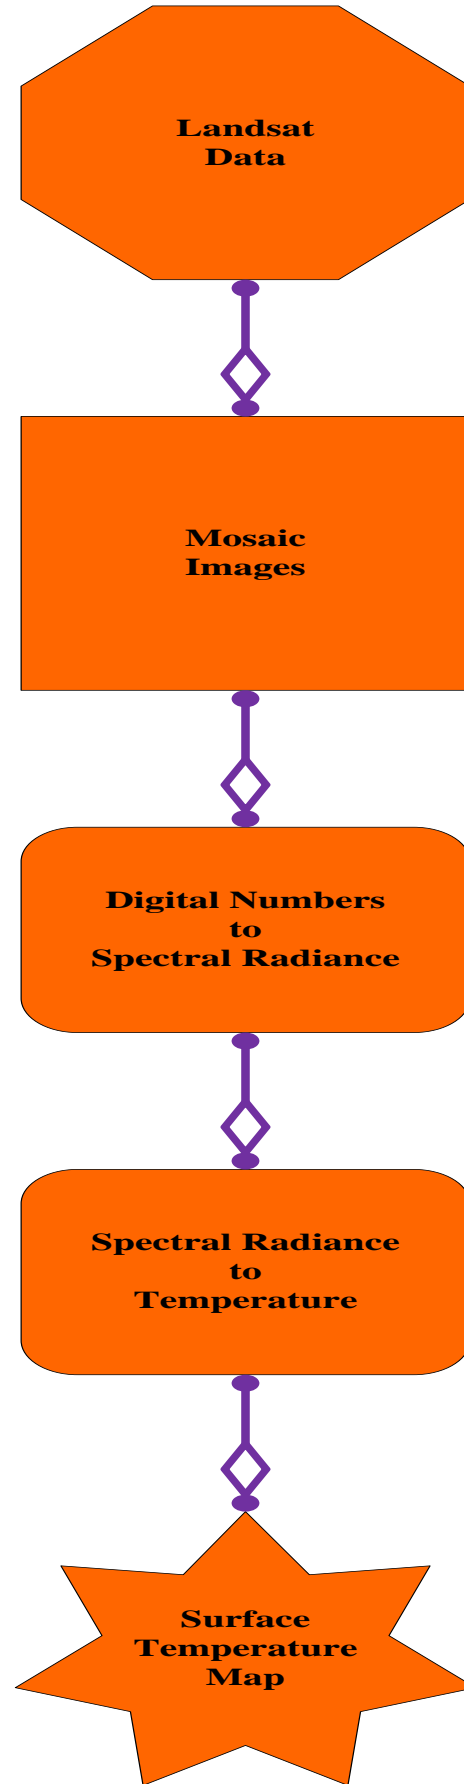 Landsat
Data
Mosaic
Images
Digital Numbers
to
Spectral Radiance
Spectral Radiance
to
Temperature
Surface
Temperature
Map